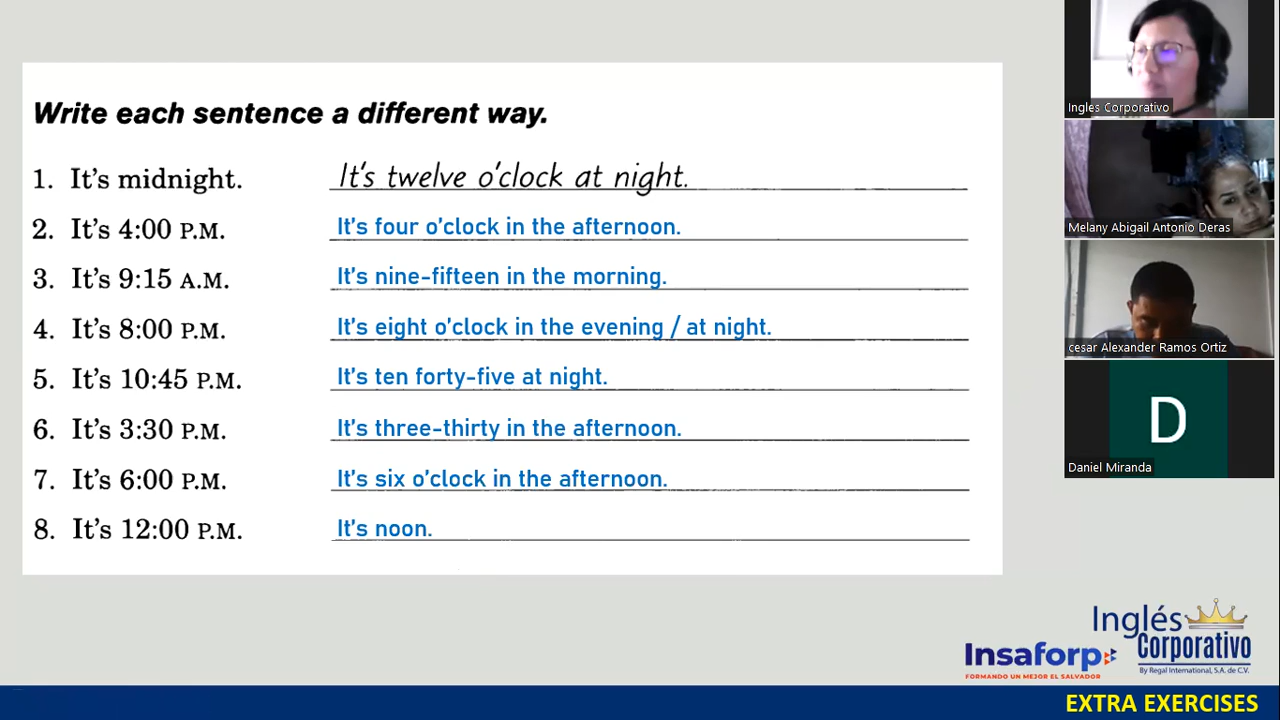 Write each sentence a different way.
1. It's midnight. It's twelve o'clock at night.
2. It's 4:00 P.M. It's four o'clock in the afternoon.
3. It's 9:15 A.M. It's nine-fifteen in the morning.
4. It's 8:00 P.M. It's eight o'clock in the evening / at night.
5. It's 10:45 P.M. It's ten forty-five at night.
6. It's 3:30 P.M. It's three-thirty in the afternoon.
7. It's 6:00 P.M. It's six o'clock in the afternoon.
8. It's 12:00 P.M. It's noon.
Ingles Corporativo
Melany Abigail Antonio Deras
cesar Alexander Ramos Ortiz
D
Daniel Miranda
Insaforp
FORMANDO UN MEJOR EL SALVADOR
Inglés
Corporativo
By Regal International, S.A. de C.V.
EXTRA EXERCISES